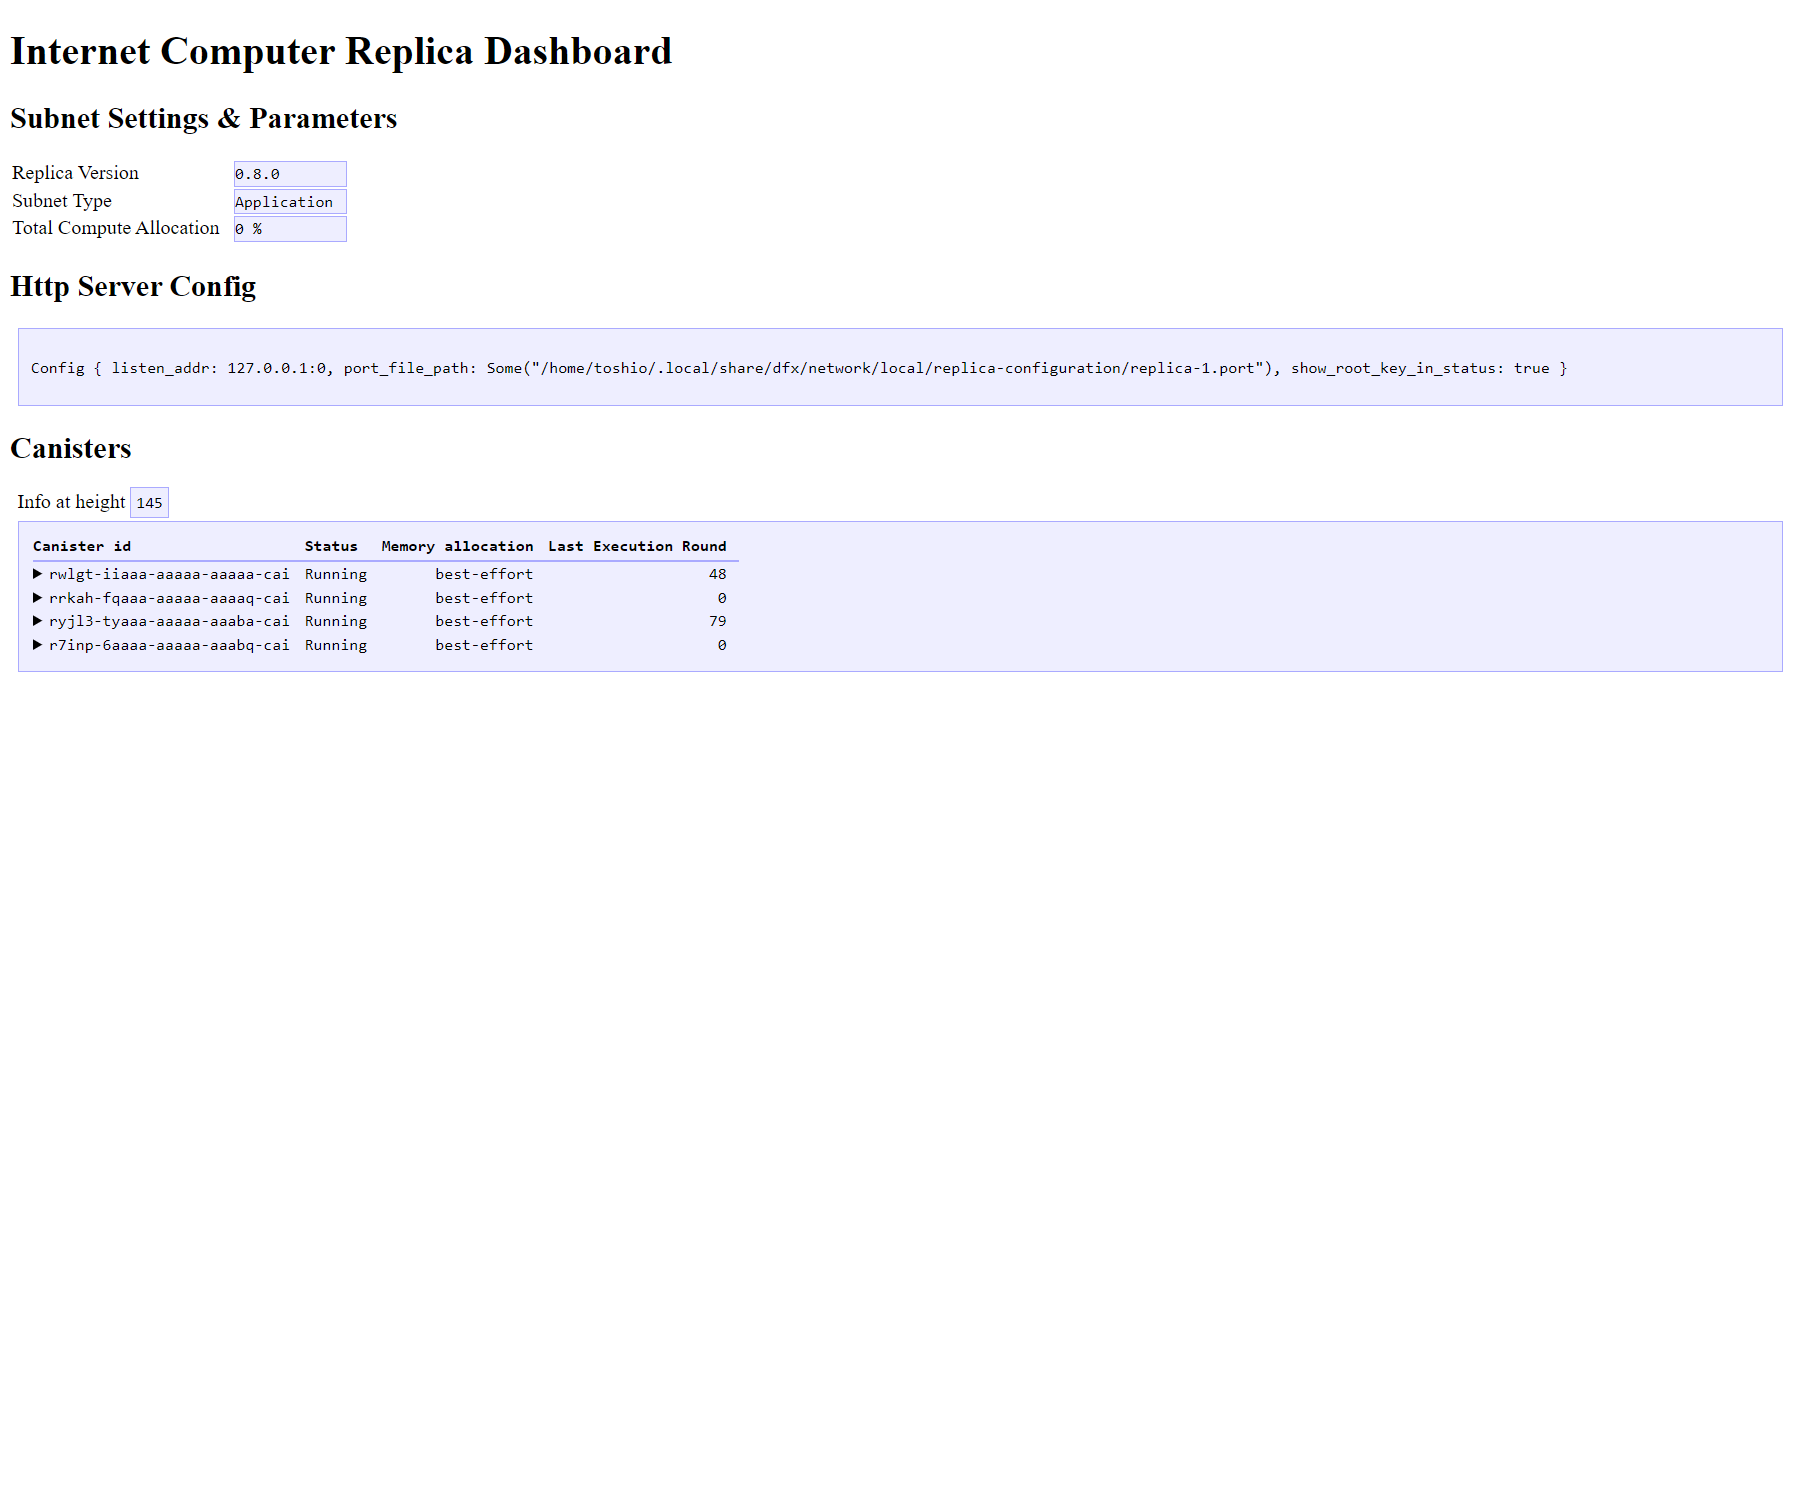 Internet Computer Replica Dashboard
Subnet Settings & Parameters
Replica Version 0.8.0
Subnet Type Application
Total Compute Allocation 0 %
Http Server Config
Config { listen_addr: 127.0.0.1:0, port_file_path: Some("/home/toshio/.local/share/dfx/network/local/replica-configuration/replica-1.port"), show_root_key_in_status: true }
Canisters
Info at height 145
Canister id Status Memory allocation Last Execution Round
rwlgt-iiaaa-aaaaa-aaaaa-cai Running best-effort 48
rrkah-fqaaa-aaaaa-aaaaq-cai Running best-effort 0
ryjl3-tyaaa-aaaaa-aaaba-cai Running best-effort 79
r7inp-6aaaa-aaaaa-aaabq-cai Running best-effort 0